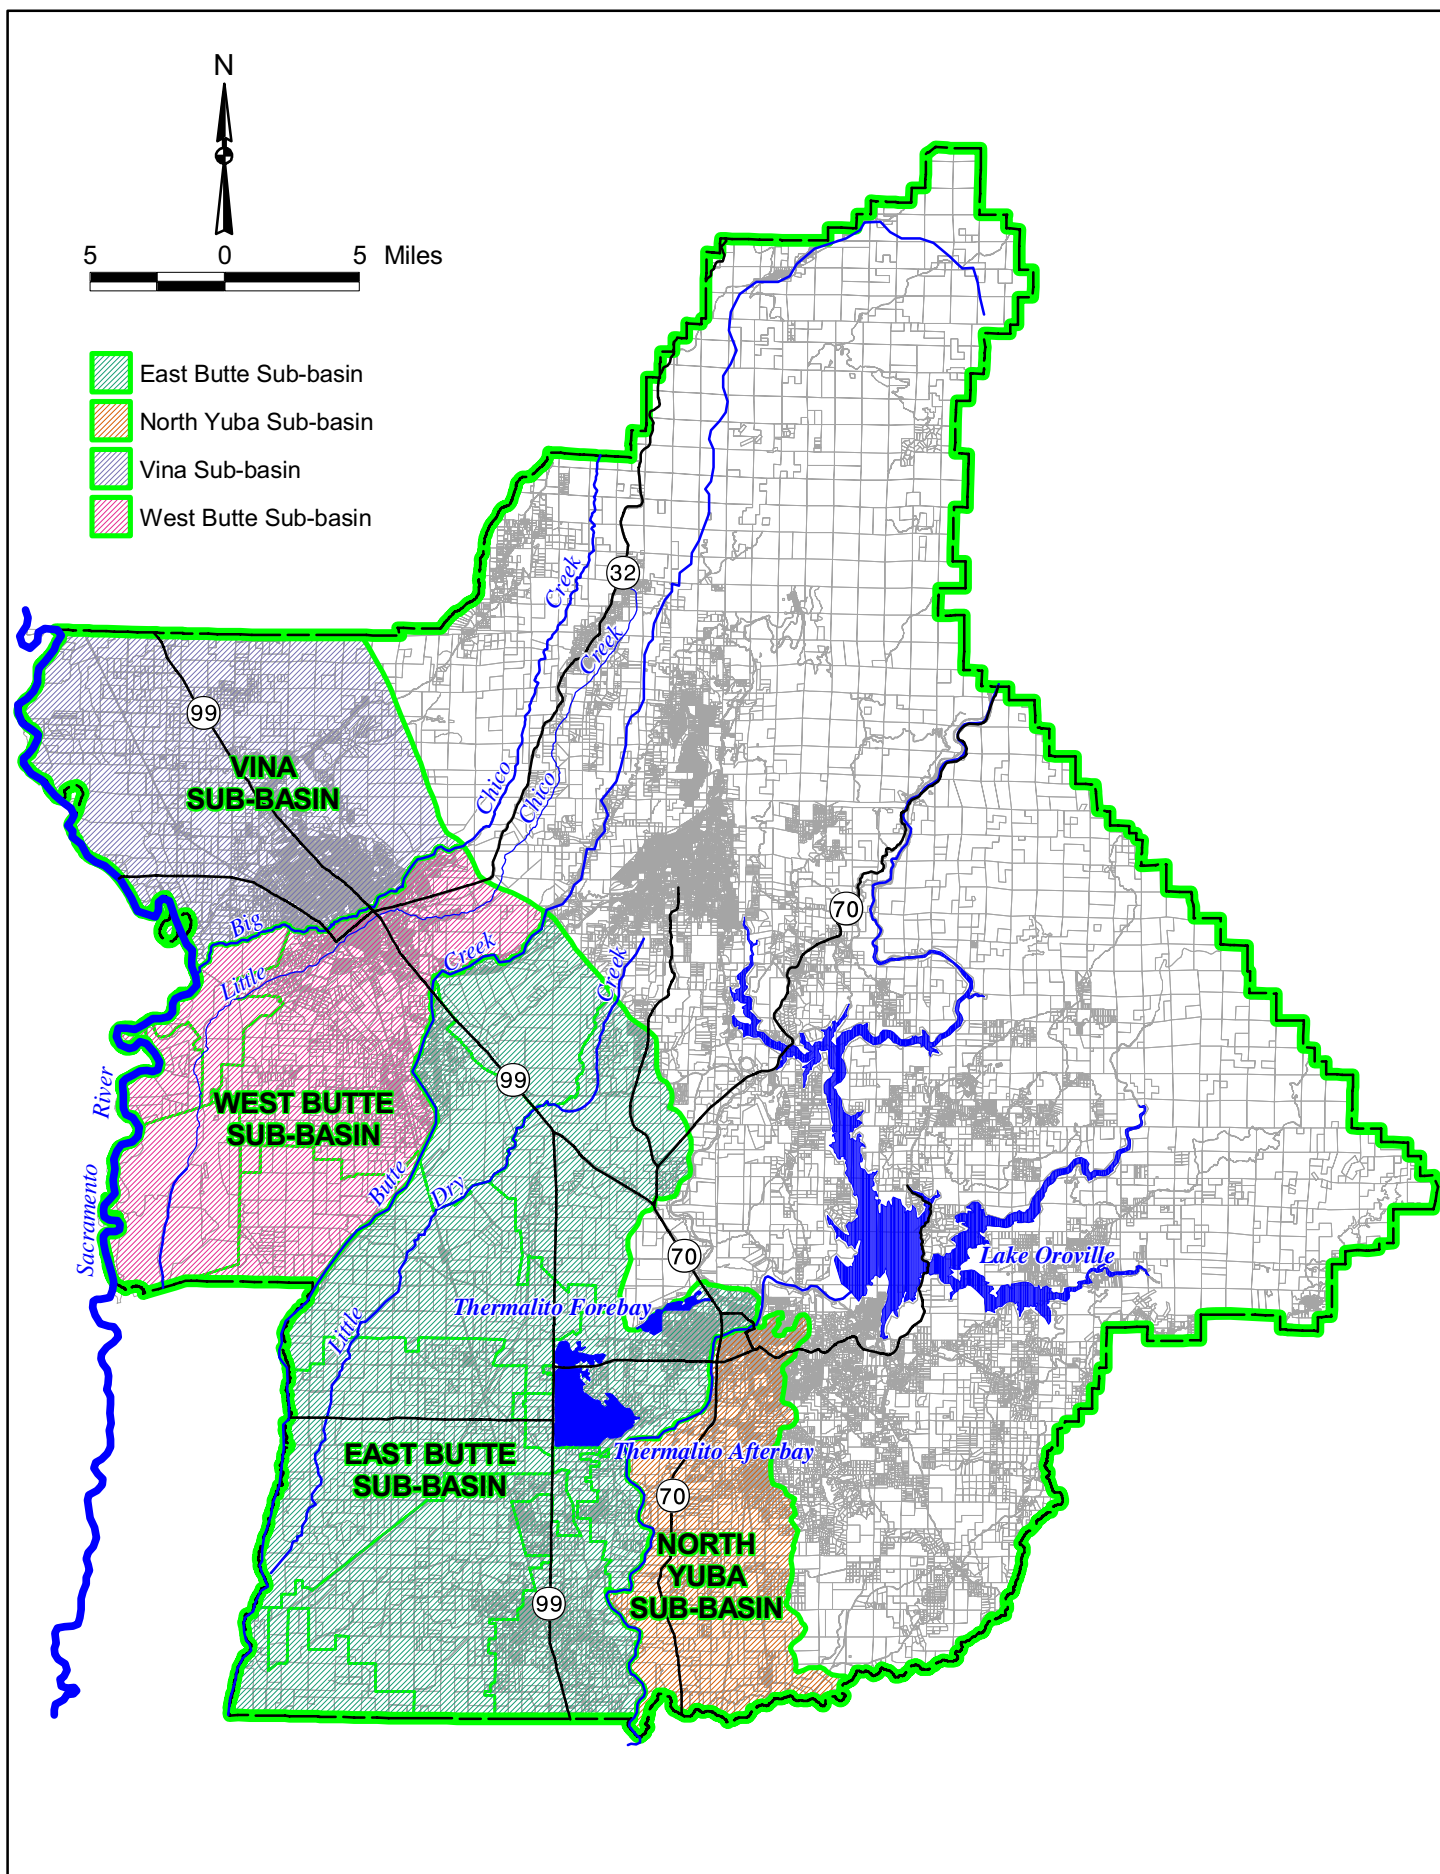 N
5 0 5 Miles
East Butte Sub-basin
North Yuba Sub-basin
Vina Sub-basin
West Butte Sub-basin
32
Creek
Creek
99
VINA
SUB-BASIN
Chico
Chico
70
Big
Little
Creek
Creek
99
River
WEST BUTTE
SUB-BASIN
Sacramento
Butte
Dry
70
Lake Oroville
Thermalito Forebay
Little
EAST BUTTE
SUB-BASIN
Thermalito Afterbay
70
NORTH
YUBA
SUB-BASIN
99